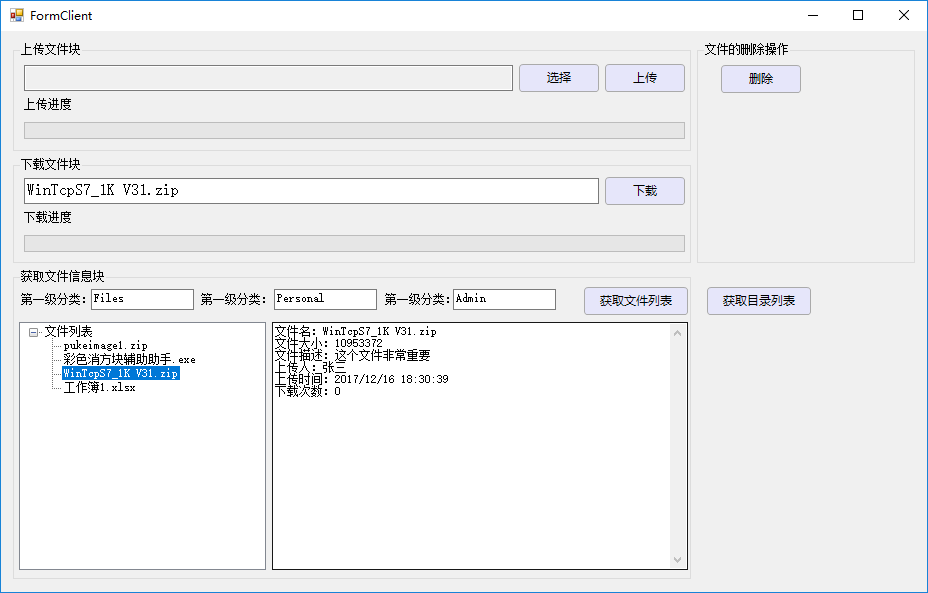 FormClient
上传文件块
选择
上传
上传进度
下载文件块
WinTcpS7_1K V31.zip
下载
下载进度
文件的删除操作
删除
获取文件信息块
第一级分类: Files 第一级分类: Personal 第一级分类: Admin
获取文件列表
获取目录列表
文件列表
pukeimage1.zip
彩色消方块辅助助手.exe
WinTcpS7_1K V31.zip
工作簿1.xlsx
文件名: WinTcpS7_1K V31.zip
文件大小: 10953372
文件描述: 这个文件非常重要
上传人: 张三
上传时间: 2017/12/16 18:30:39
下载次数: 0